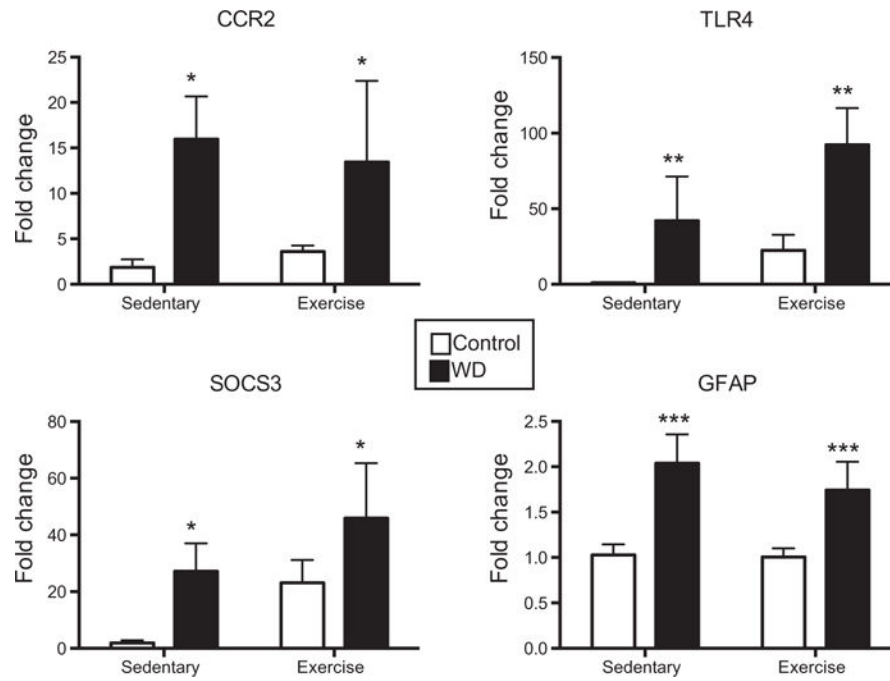 CCR2
Fold change
25
20
15
10
5
0
*
*
Sedentary
Exercise
TLR4
Fold change
150
100
50
0
**
**
Sedentary
Exercise
Control
WD
SOCS3
Fold change
80
60
40
20
0
*
*
Sedentary
Exercise
GFAP
Fold change
2.5
2.0
1.5
1.0
0.5
0.0
***
***
Sedentary
Exercise